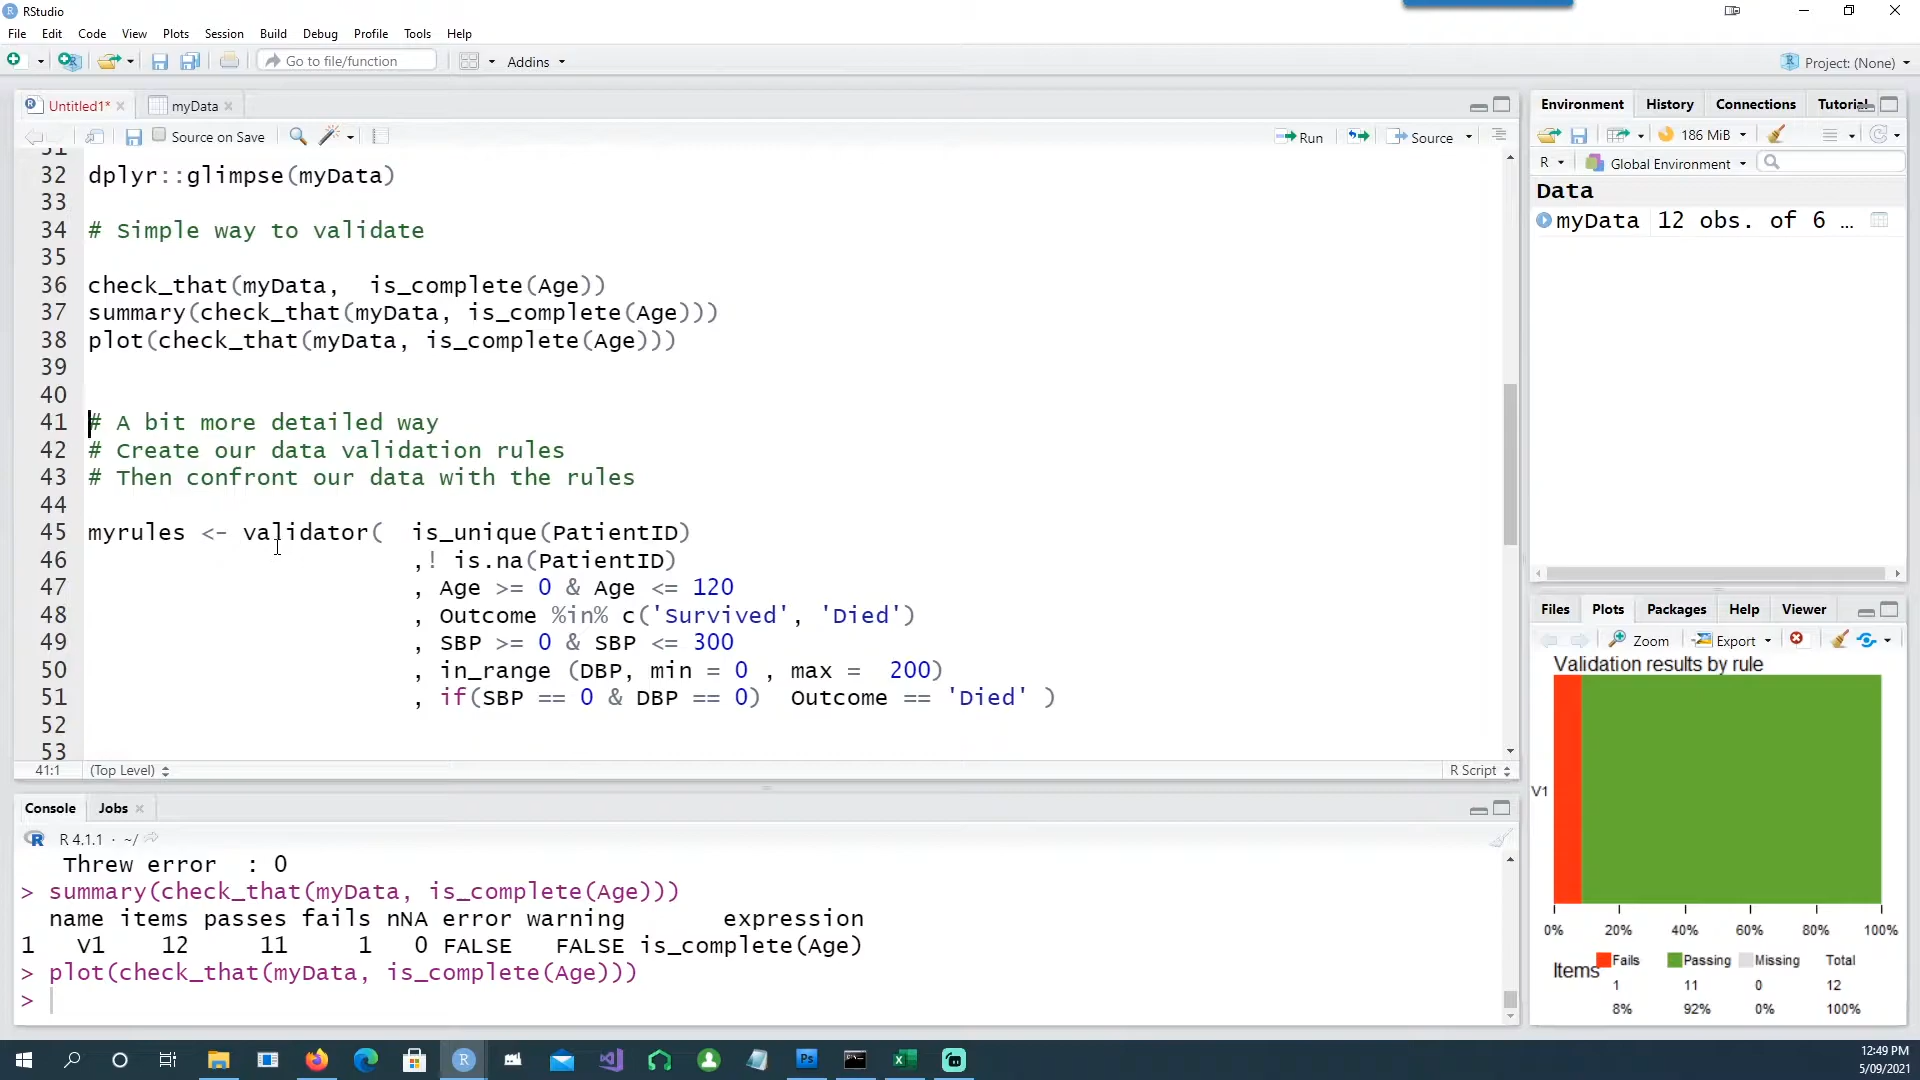 RStudio
File Edit Code View Plots Session Build Debug Profile Tools Help
Go to file/function Addins Project: (None)
Untitled1* myData
Source on Save Run Source
31
32 dplyr::glimpse(myData)
33
34 # Simple way to validate
35
36 check_that(myData,  is_complete(Age))
37 summary(check_that(myData, is_complete(Age)))
38 plot(check_that(myData, is_complete(Age)))
39
40
41 # A bit more detailed way
42 # Create our data validation rules
43 # Then confront our data with the rules
44
45 myrules <- validator(  is_unique(PatientID)
46 ,! is.na(PatientID)
47 , Age >= 0 & Age <= 120
48 , Outcome %in% c('Survived', 'Died')
49 , SBP >= 0 & SBP <= 300
50 , in_range (DBP, min = 0 , max =  200)
51 , if(SBP == 0 & DBP == 0)  Outcome == 'Died' )
52
53
41:1 (Top Level) R Script
Console Jobs
R 4.1.1 · ~/
Threw error  : 0
> summary(check_that(myData, is_complete(Age)))
name items passes fails nNA error warning expression
1 V1 12 11 1 0 FALSE FALSE is_complete(Age)
> plot(check_that(myData, is_complete(Age)))
>
Environment History Connections Tutorial
186 MiB
R Global Environment
Data
myData 12 obs. of 6 …
Files Plots Packages Help Viewer
Zoom Export
Validation results by rule
V1
0% 20% 40% 60% 80% 100%
Items Fails Passing Missing Total
1 11 0 12
8% 92% 0% 100%
12:49 PM
5/09/2021